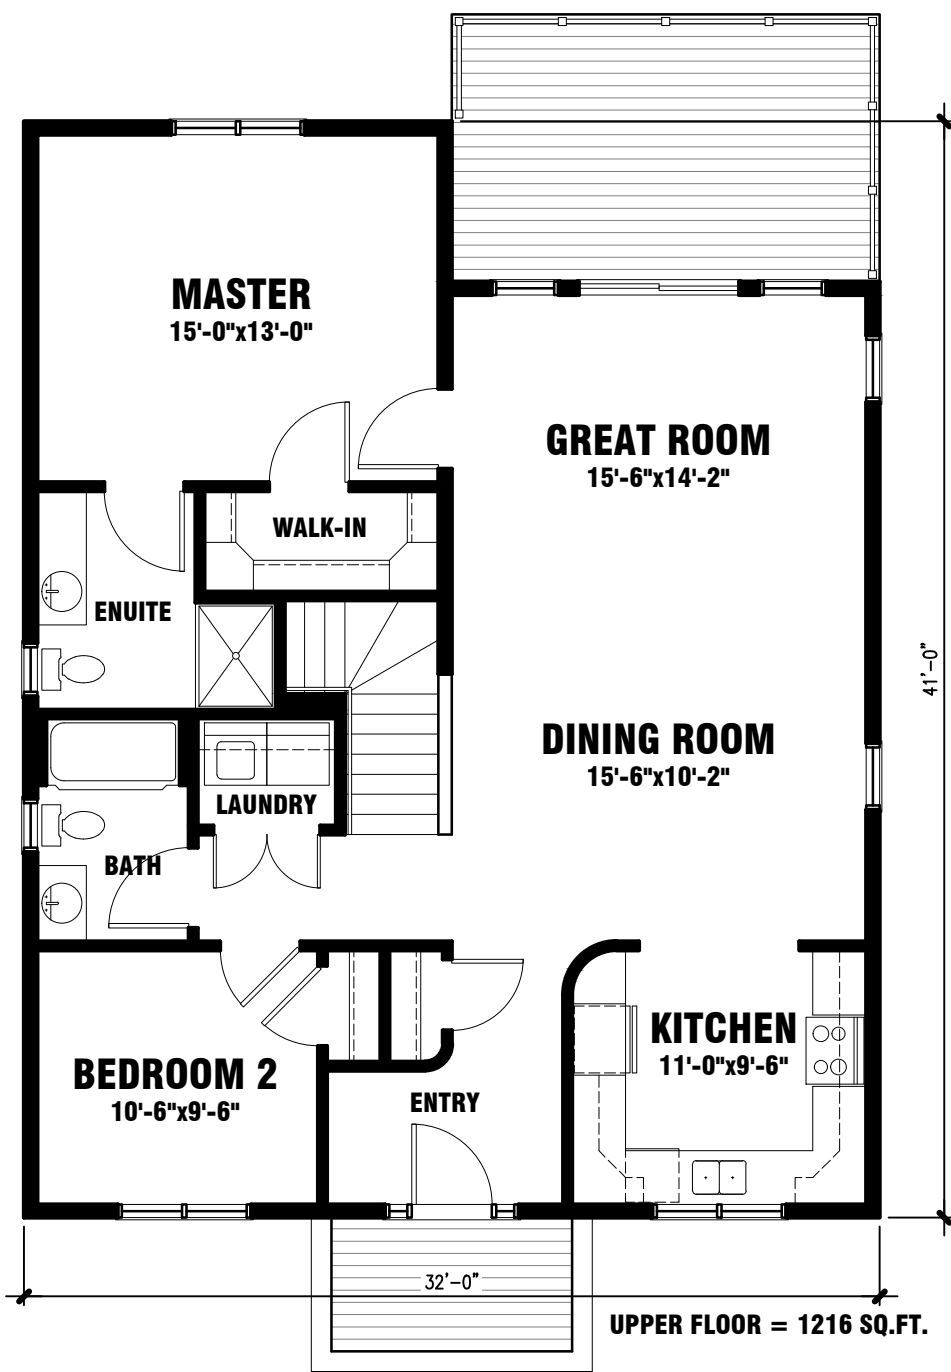 MASTER
15'-0"x13'-0"
GREAT ROOM
15'-6"x14'-2"
WALK-IN
ENUITE
41'-0"
DINING ROOM
15'-6"x10'-2"
LAUNDRY
BATH
KITCHEN
11'-0"x9'-6"
BEDROOM 2
10'-6"x9'-6"
ENTRY
32'-0"
UPPER FLOOR = 1216 SQ.FT.